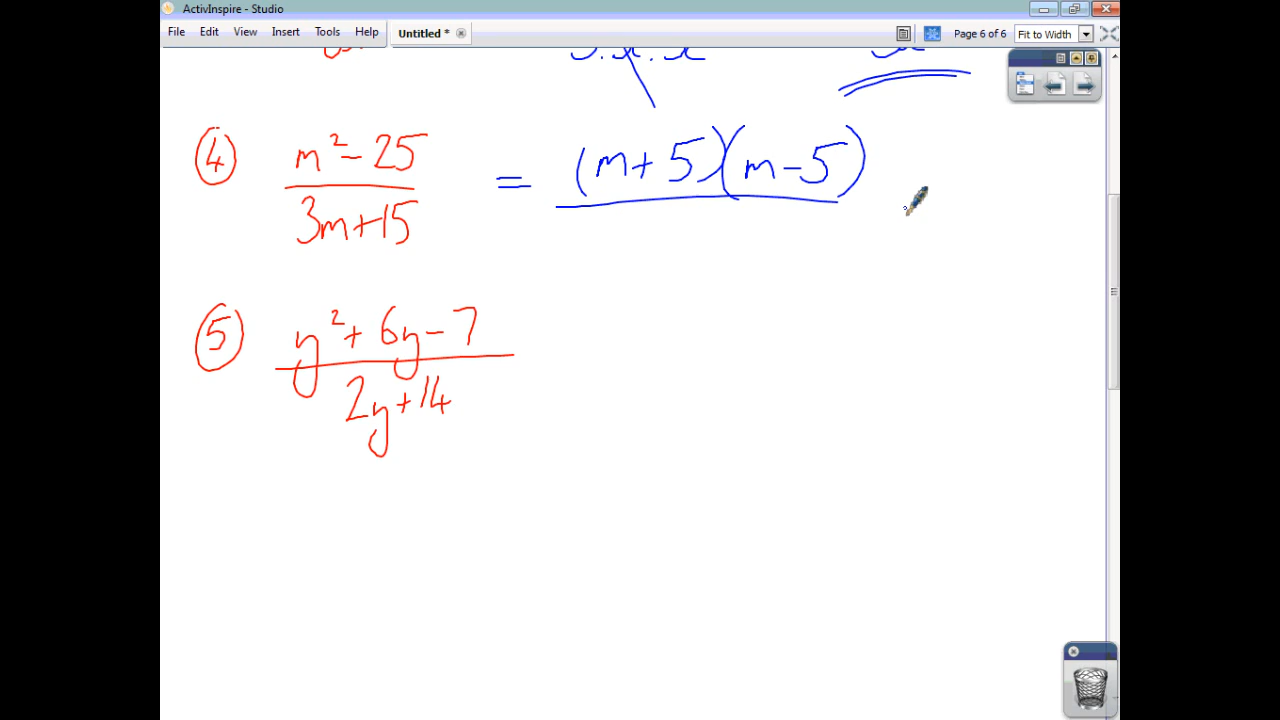 ActivInspire - Studio
File Edit View Insert Tools Help Untitled * Page 6 of 6 Fit to Width
④ m² - 25 / 3m + 15 = (m + 5)(m - 5)
⑤ y² + 6y - 7 / 2y + 14